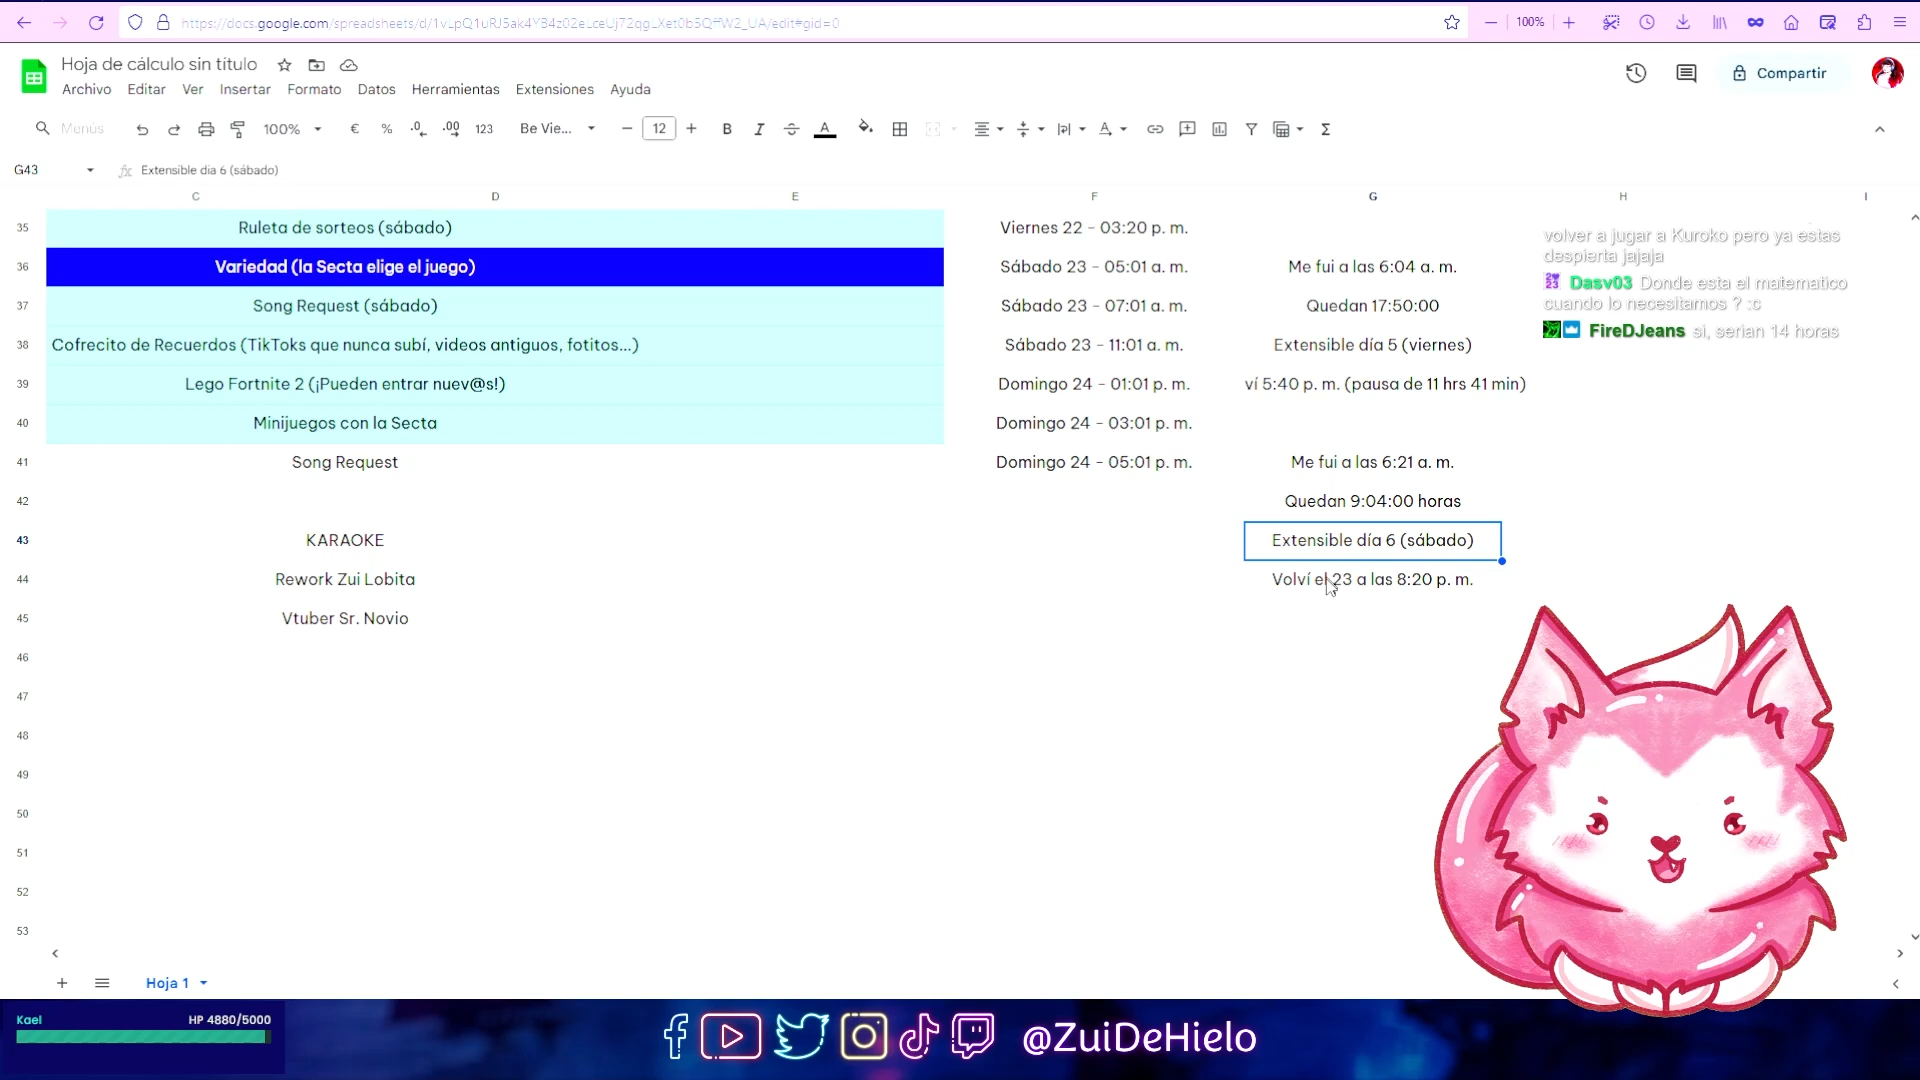 Hoja de cálculo sin título
Archivo Editar Ver Insertar Formato Datos Herramientas Extensiones Ayuda
Compartir
100%
Menús 100% € % .0 .00 123 Be Vie... 12 B I A Σ
G43 fx Extensible día 6 (sábado)
C D E F G H I
35 Ruleta de sorteos (sábado) Viernes 22 - 03:20 p. m.
36 Variedad (la Secta elige el juego) Sábado 23 - 05:01 a. m. Me fui a las 6:04 a. m.
37 Song Request (sábado) Sábado 23 - 07:01 a. m. Quedan 17:50:00
38 Cofrecito de Recuerdos (TikToks que nunca subí, videos antiguos, fotitos...) Sábado 23 - 11:01 a. m. Extensible día 5 (viernes)
39 Lego Fortnite 2 (¡Pueden entrar nuev@s!) Domingo 24 - 01:01 p. m. ví 5:40 p. m. (pausa de 11 hrs 41 min)
40 Minijuegos con la Secta Domingo 24 - 03:01 p. m.
41 Song Request Domingo 24 - 05:01 p. m. Me fui a las 6:21 a. m.
42 Quedan 9:04:00 horas
43 KARAOKE Extensible día 6 (sábado)
44 Rework Zui Lobita Volví el 23 a las 8:20 p. m.
45 Vtuber Sr. Novio
46
47
48
49
50
51
52
53
volver a jugar a Kuroko pero ya estas
despierta jajaja
Dasv03 Donde esta el matematico
cuando lo necesitamos ? :c
FireDJeans si, serian 14 horas
Hoja 1
Kael HP 4880/5000
@ZuiDeHielo